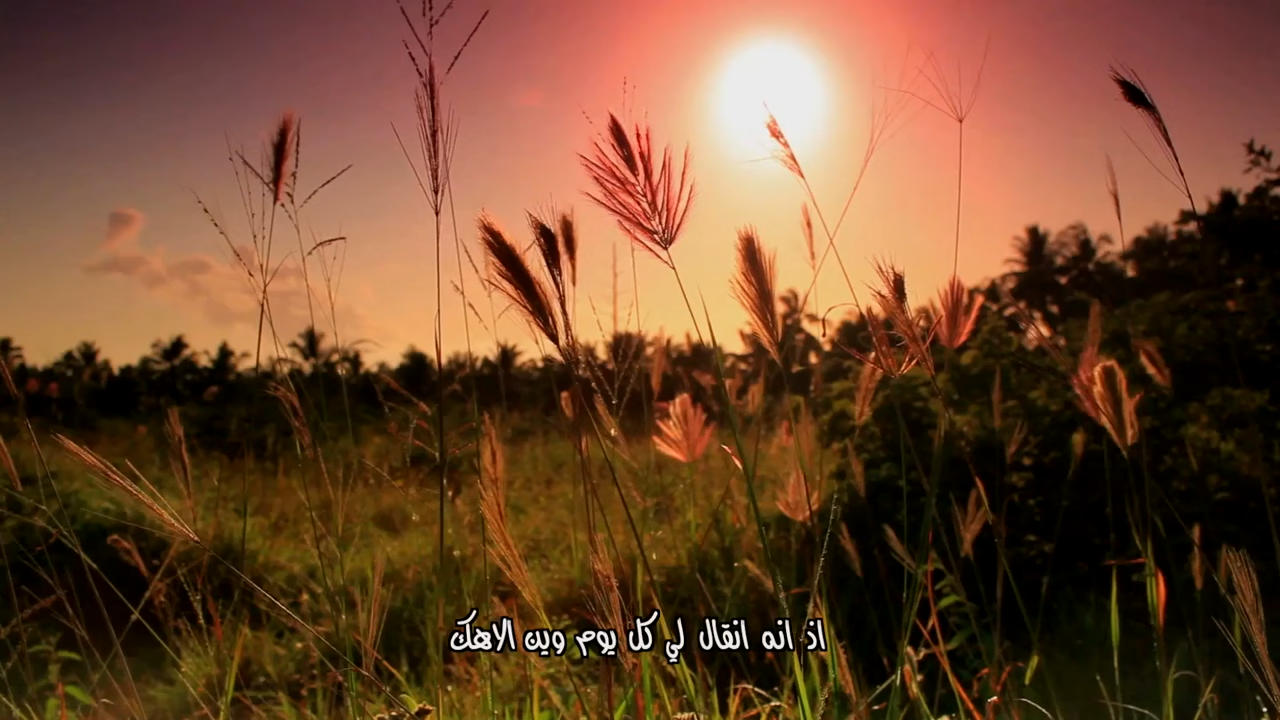 اذ انه انقال لي كل يوم وين الاهك